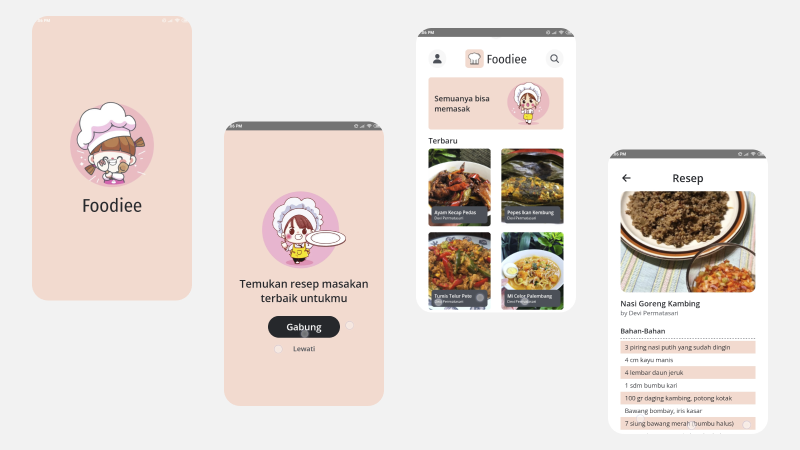 Foodiee
Temukan resep masakan
terbaik untukmu
Gabung
Lewati
Foodiee
Semuanya bisa
memasak
Terbaru
Ayam Kecap Pedas
Devi Permatasari
Pepes Ikan Kembung
Devi Permatasari
Tumis Telur Pete
Devi Permatasari
Mi Celor Palembang
Devi Permatasari
Resep
Nasi Goreng Kambing
by Devi Permatasari
Bahan-Bahan
3 piring nasi putih yang sudah dingin
4 cm kayu manis
4 lembar daun jeruk
1 sdm bumbu kari
100 gr daging kambing, potong kotak
Bawang bombay, iris kasar
7 siung bawang merah (bumbu halus)